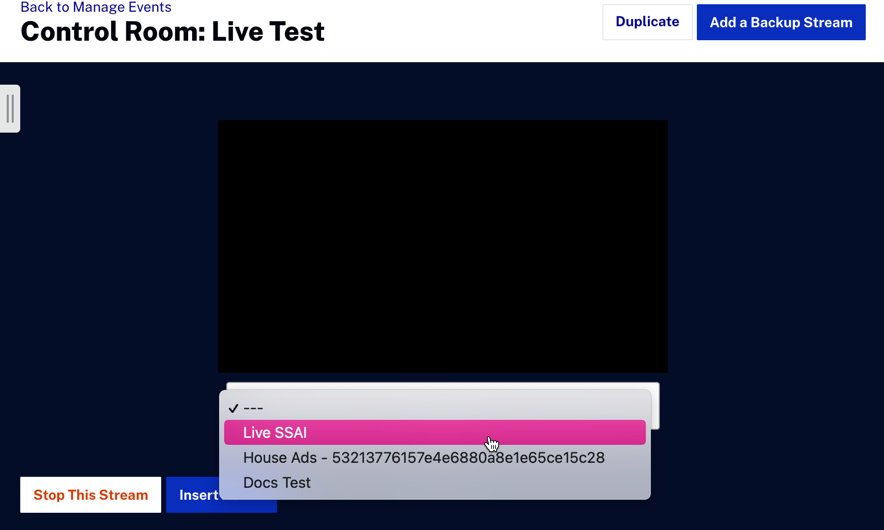 Back to Manage Events
Control Room: Live Test
Duplicate
Add a Backup Stream
✓ ---
Live SSAI
House Ads - 53213776157e4e6880a8e1e65ce15c28
Docs Test
Stop This Stream
Insert